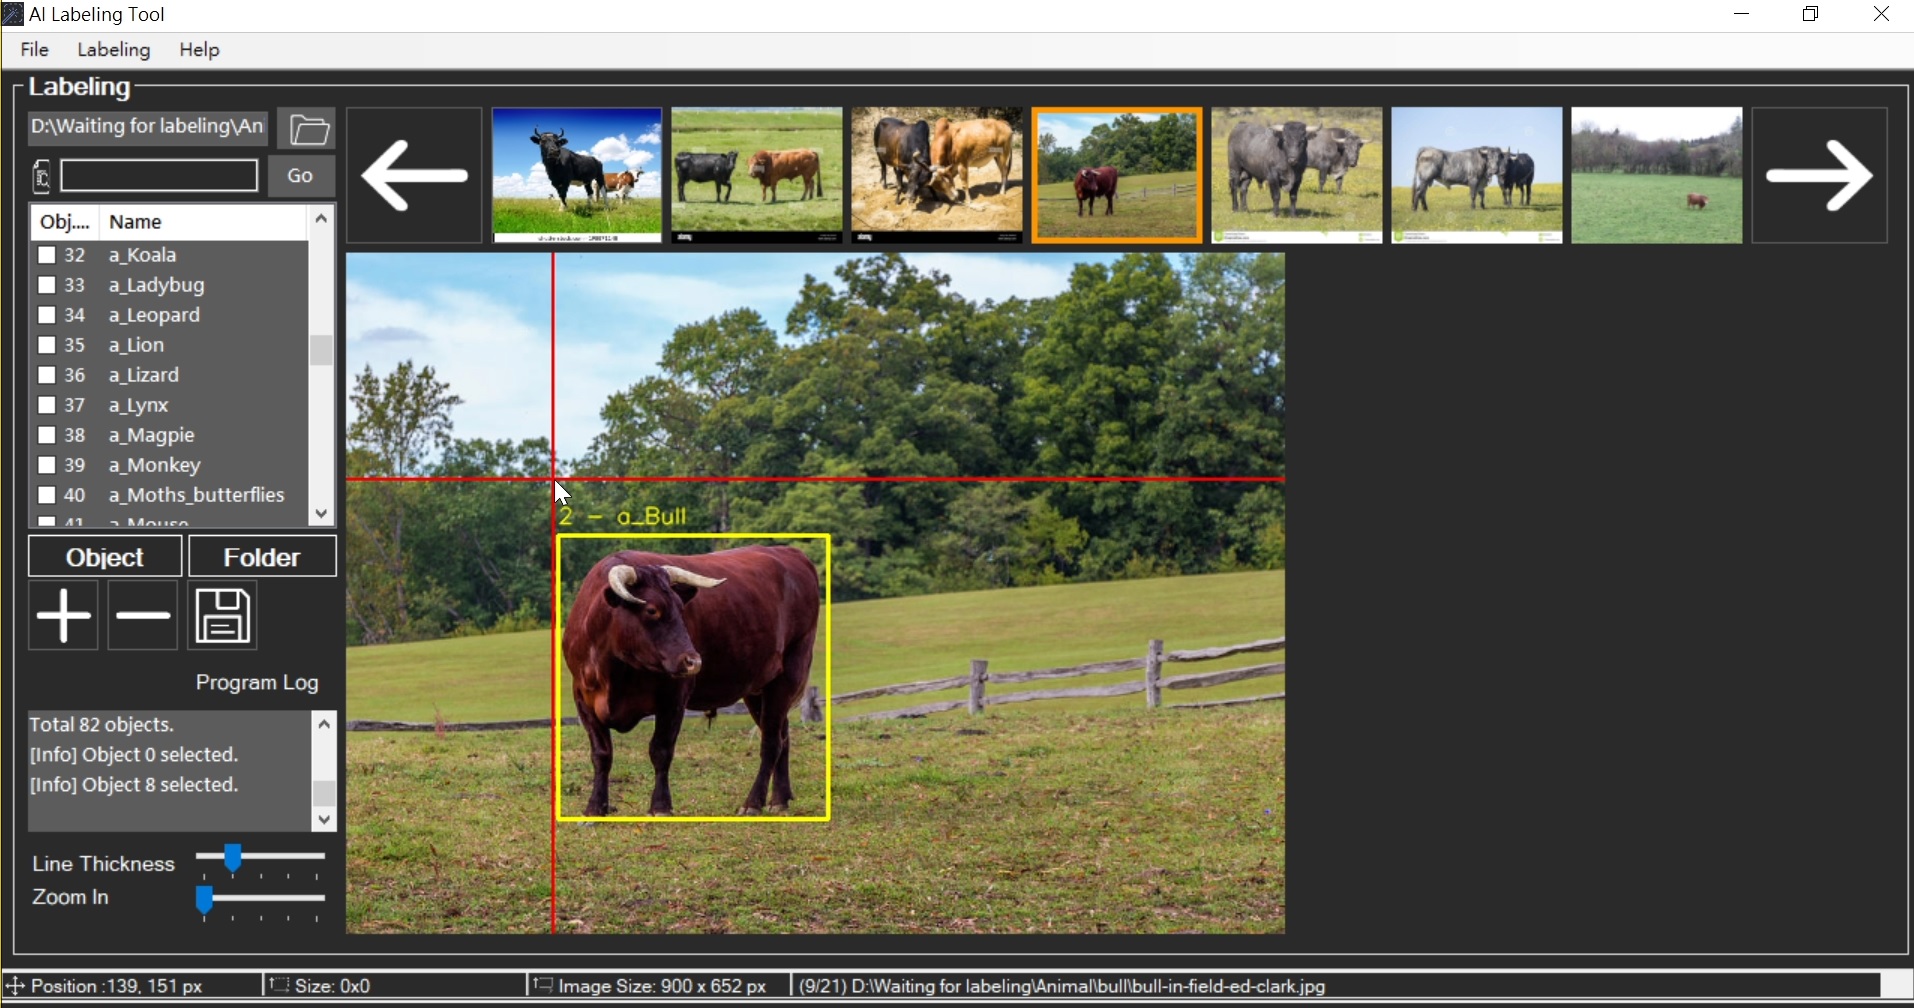 AI Labeling Tool
File Labeling Help
Labeling
D:\Waiting for labeling\Ani
Go
Obj.... Name
32 a_Koala
33 a_Ladybug
34 a_Leopard
35 a_Lion
36 a_Lizard
37 a_Lynx
38 a_Magpie
39 a_Monkey
40 a_Moths_butterflies
41 a_Mouse
Object Folder
Program Log
Total 82 objects.
[Info] Object 0 selected.
[Info] Object 8 selected.
Line Thickness
Zoom In
2 - a_Bull
Position :139, 151 px
Size: 0x0
Image Size: 900 x 652 px
(9/21) D:\Waiting for labeling\Animal\bull\bull-in-field-ed-clark.jpg